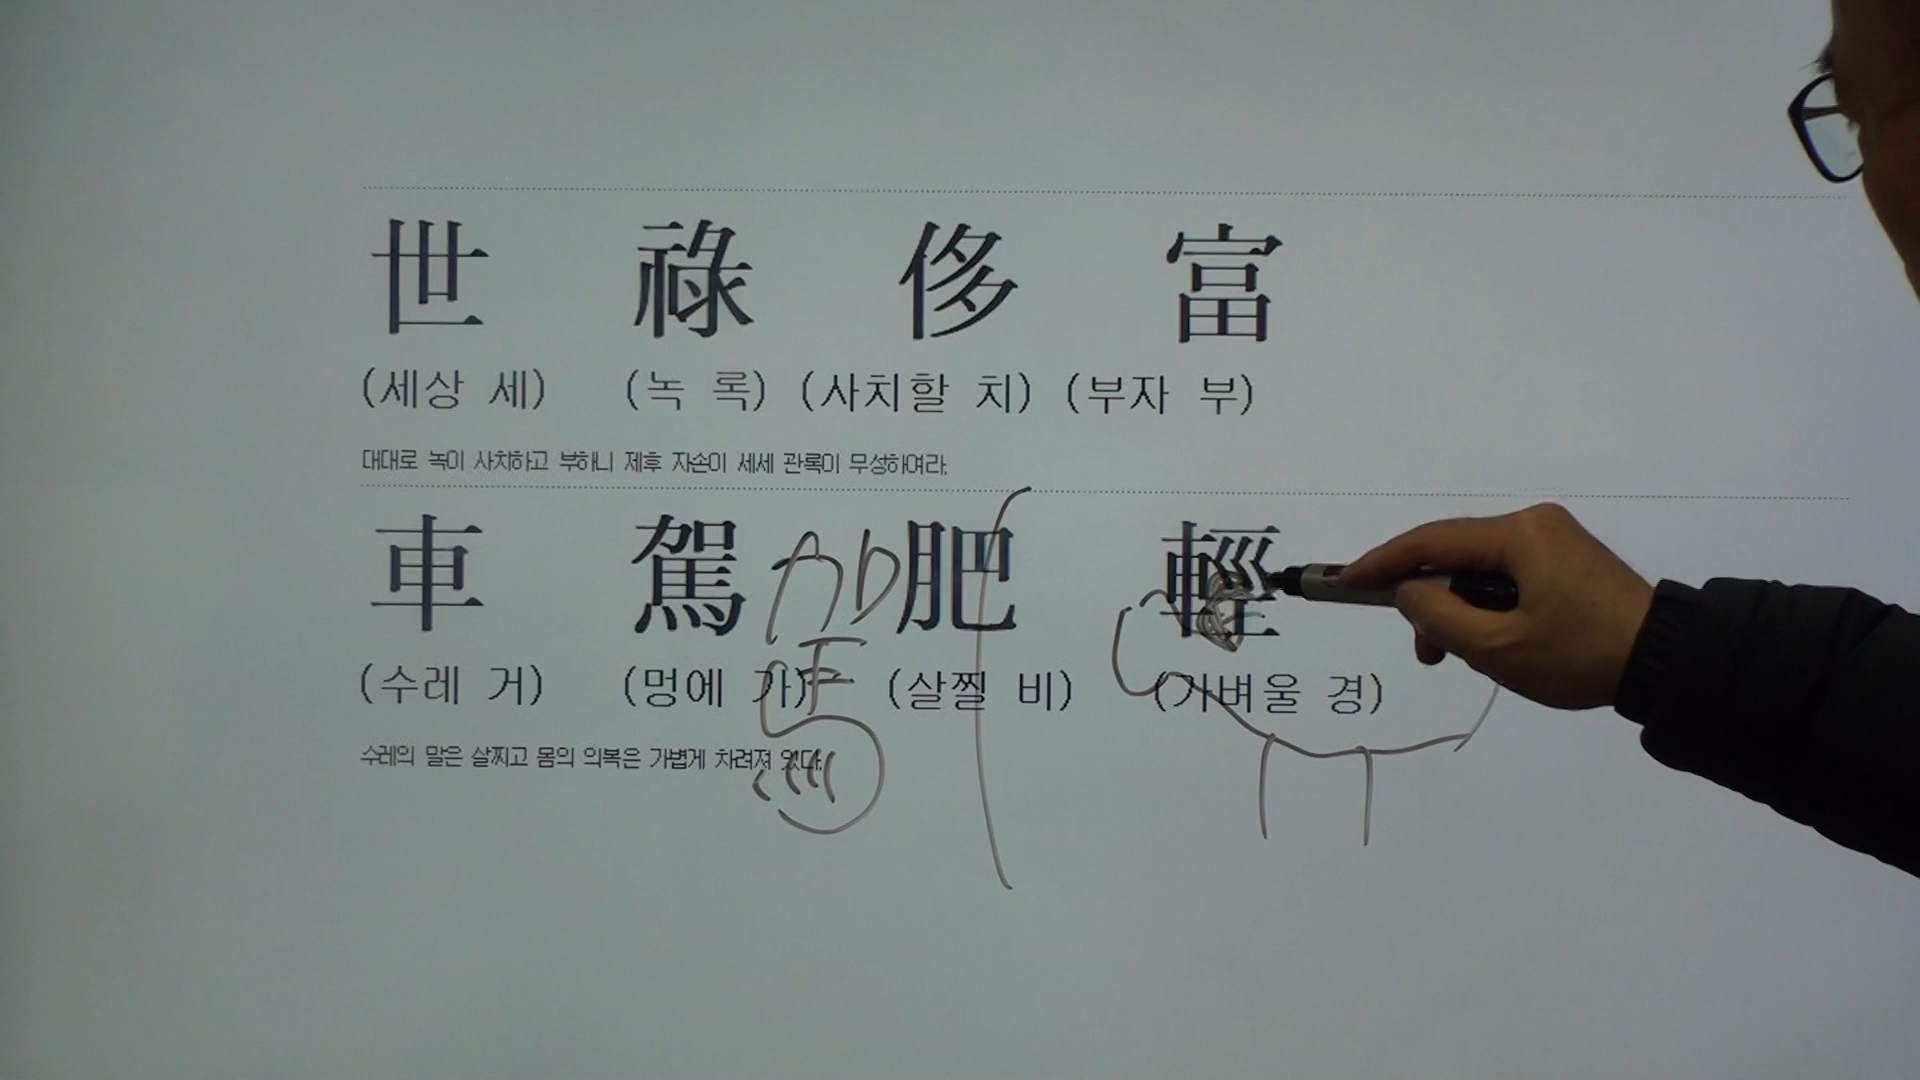 世 祿 侈 富
(세상 세) (녹 록) (사치할 치) (부자 부)
대대로 녹이 사치하고 부하니 제후 자손이 세세 관록이 무성하여라.
車 駕 肥 輕
(수레 거) (멍에 가) (살찔 비) (가벼울 경)
수레의 말은 살찌고 몸의 의복은 가볍게 차려져 있다.
加
馬